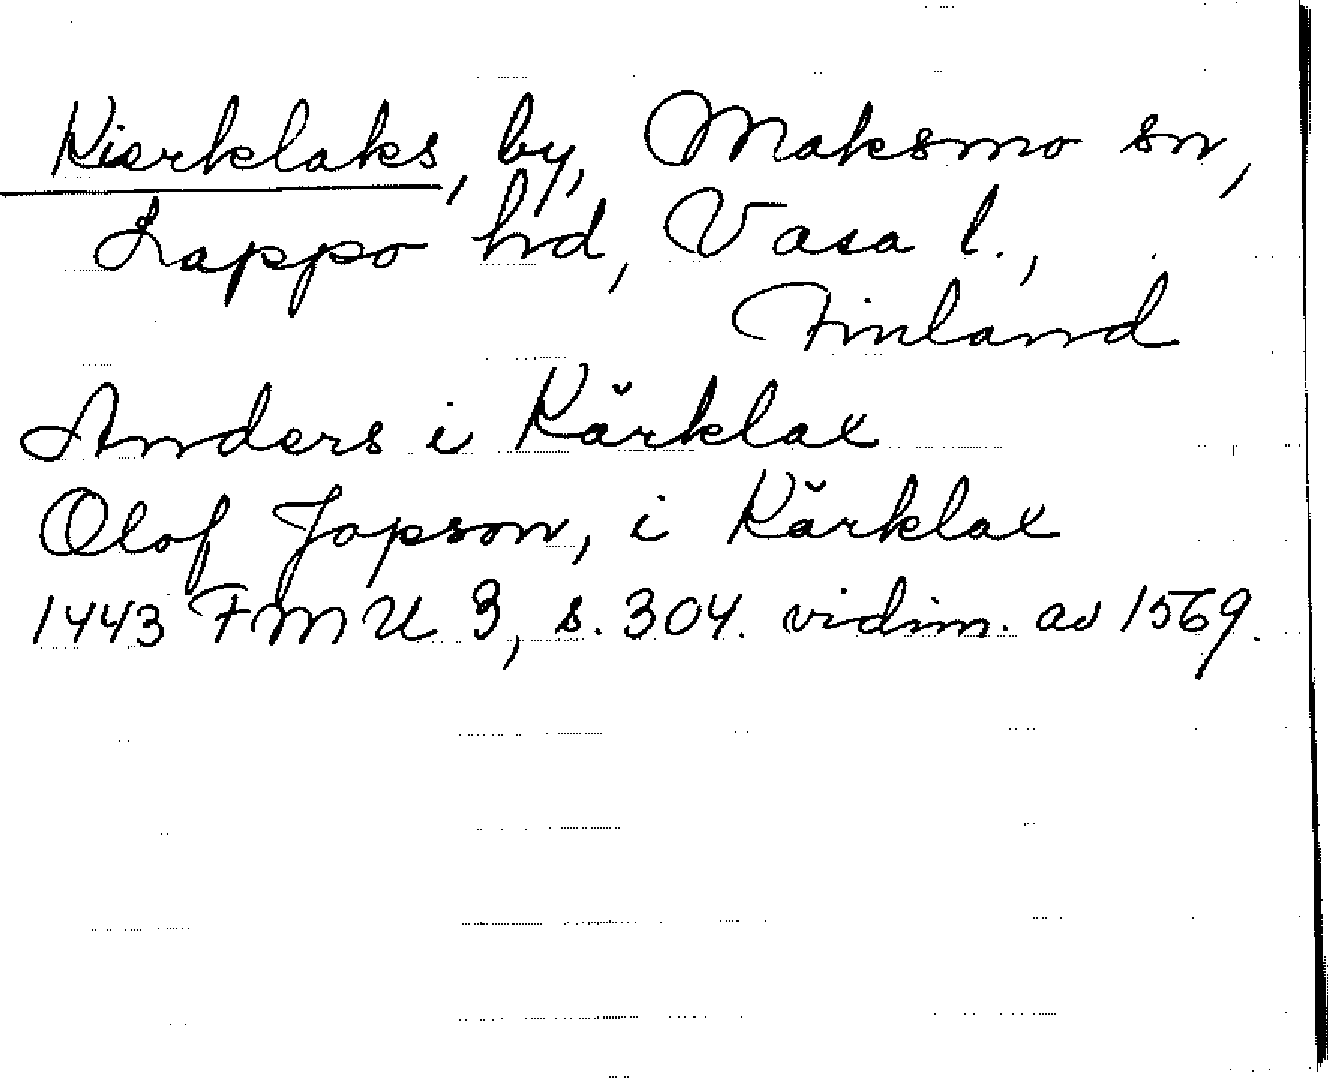 Kierklaks, by, Maksmo sn,
Lappo hd, Vasa l.,
Finland
Anders i Kärklax
Olof Jopson, i Kärklax
1443 FMU 3, s. 304. vidim. av 1569.